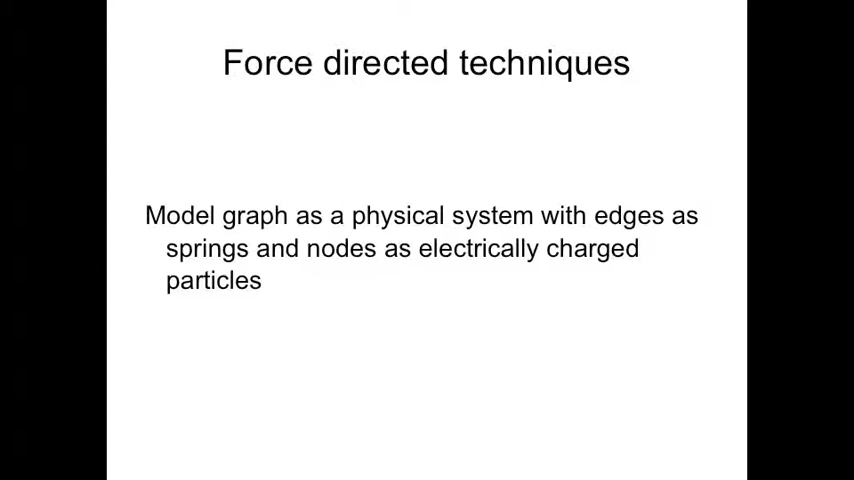 Force directed techniques
Model graph as a physical system with edges as
springs and nodes as electrically charged
particles